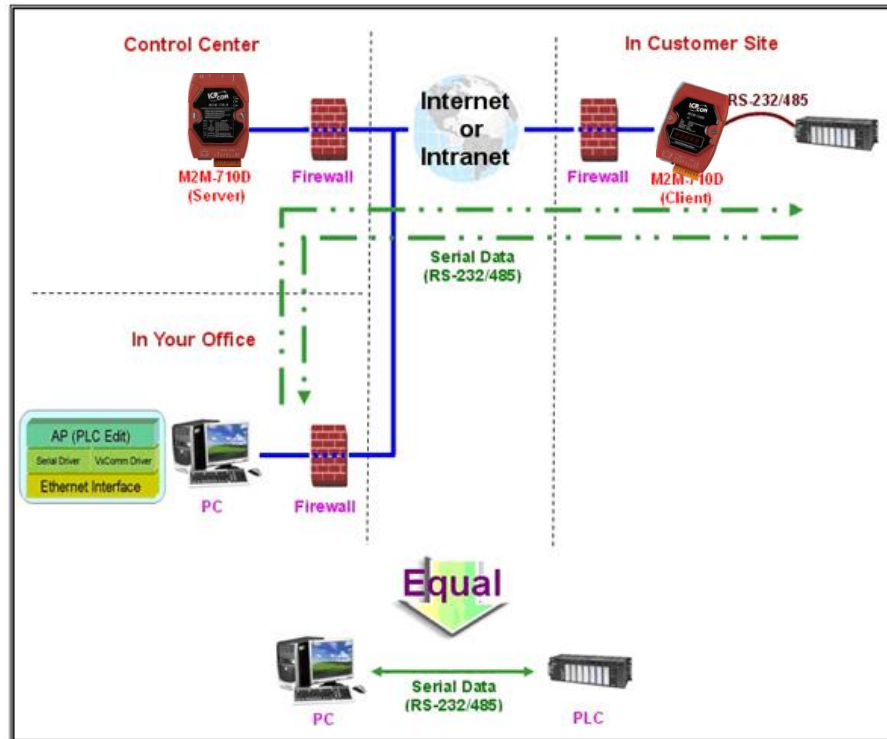 Control Center
In Customer Site
Internet
or
Intranet
RS-232/485
M2M-710D
(Server)
Firewall
Firewall
M2M-710D
(Client)
Serial Data
(RS-232/485)
In Your Office
AP (PLC Edit)
Serial Driver
VxComm Driver
Ethernet Interface
PC
Firewall
Equal
Serial Data
(RS-232/485)
PC
PLC